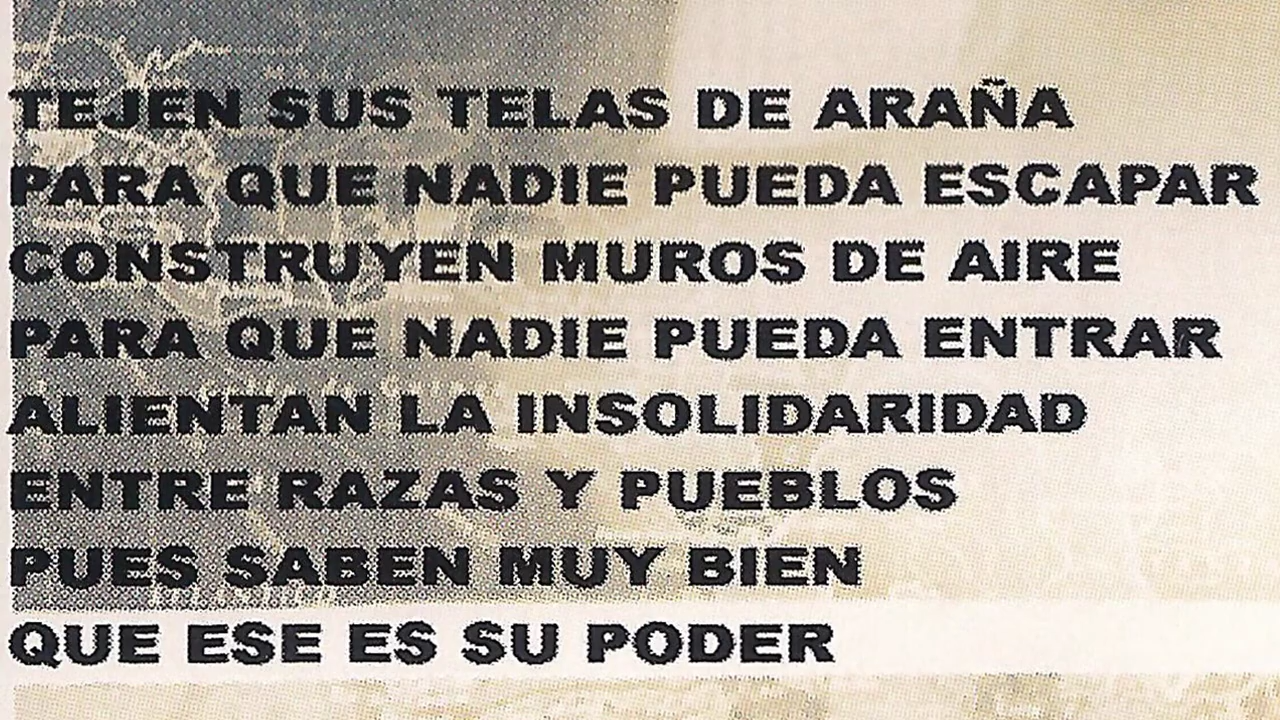 TEJEN SUS TELAS DE ARAÑA
PARA QUE NADIE PUEDA ESCAPAR
CONSTRUYEN MUROS DE AIRE
PARA QUE NADIE PUEDA ENTRAR
ALIENTAN LA INSOLIDARIDAD
ENTRE RAZAS Y PUEBLOS
PUES SABEN MUY BIEN
QUE ESE ES SU PODER